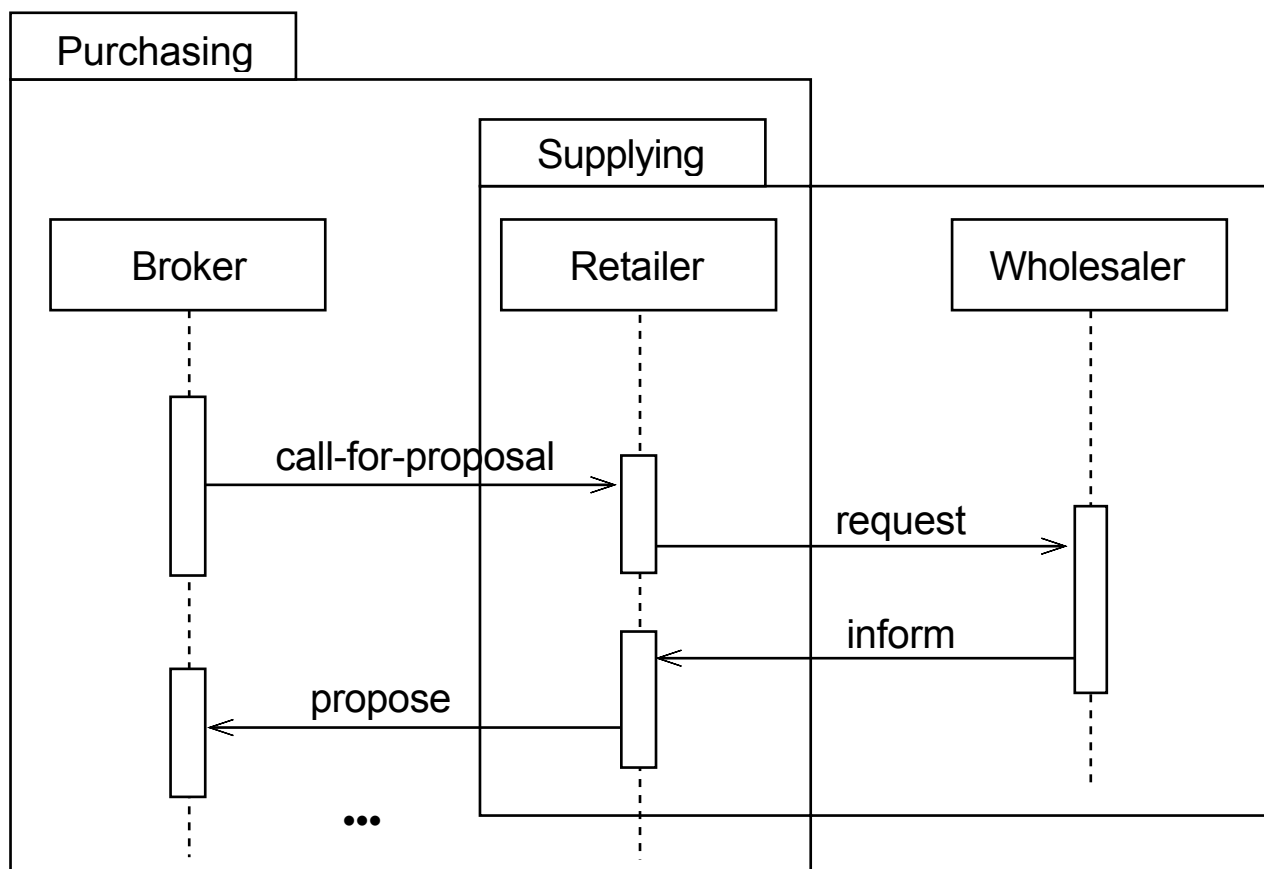 Purchasing
Supplying
Broker
Retailer
Wholesaler
call-for-proposal
request
inform
propose
...